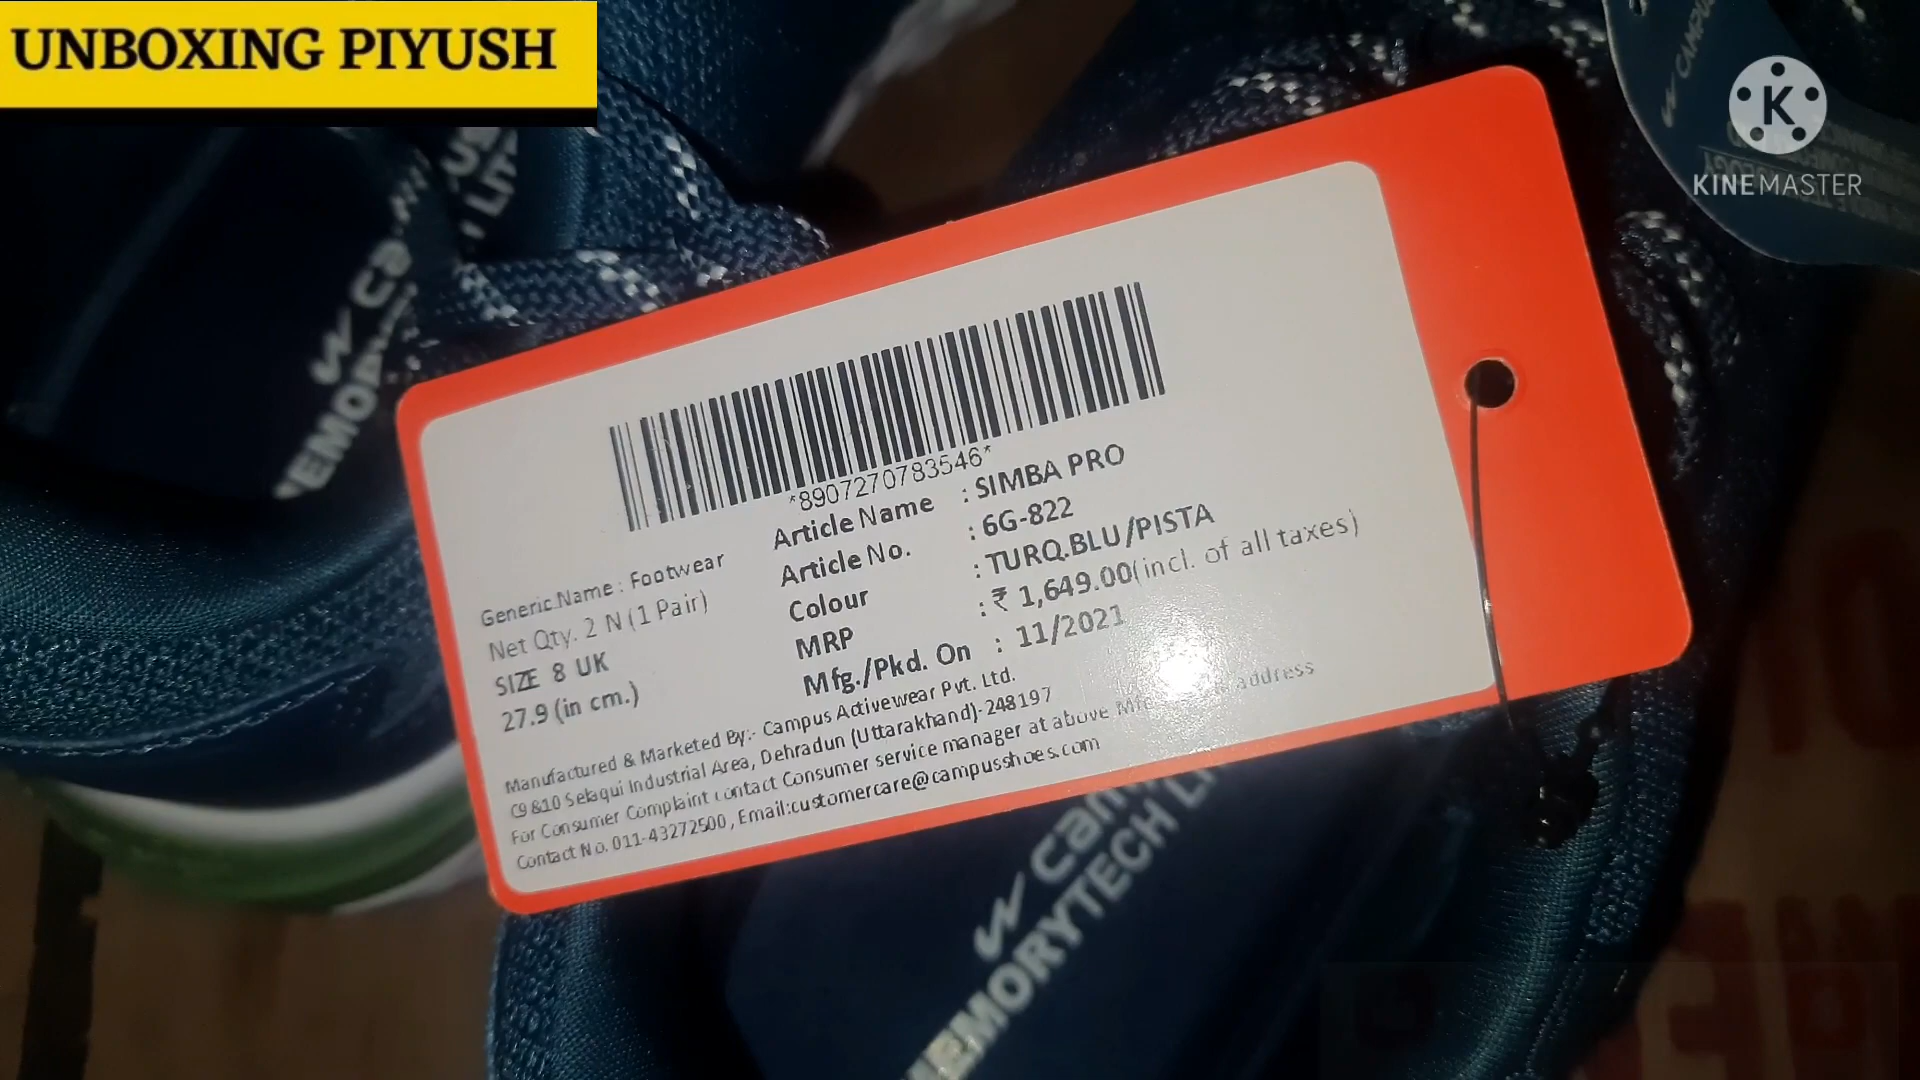 UNBOXING PIYUSH
K
KINEMASTER
CAMPUS
*8907270783546*
Article Name : SIMBA PRO
Article No. : 6G-822
Colour : TURQ.BLU/PISTA
MRP : ₹ 1,649.00(incl. of all taxes)
Mfg./Pkd. On : 11/2021
Generic Name : Footwear
Net Qty. 2 N (1 Pair)
SIZE 8 UK
27.9 (in cm.)
Manufactured & Marketed By:- Campus Activewear Pvt. Ltd.
C9 &10 Selaqui Industrial Area, Dehradun (Uttarakhand)-248197
For Consumer Complaint contact Consumer service manager at above Mfg address
Contact No. 011-43272500, Email:customercare@campusshoes.com
MEMORYTECH